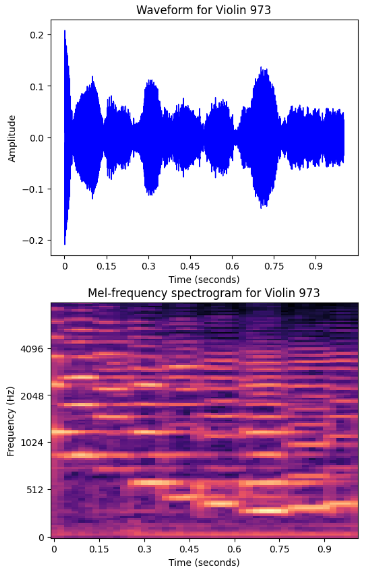 Waveform for Violin 973
0.2
0.1
0.0
−0.1
−0.2
Amplitude
0 0.15 0.3 0.45 0.6 0.75 0.9
Time (seconds)
Mel-frequency spectrogram for Violin 973
4096
2048
1024
512
0
Frequency (Hz)
0 0.15 0.3 0.45 0.6 0.75 0.9
Time (seconds)